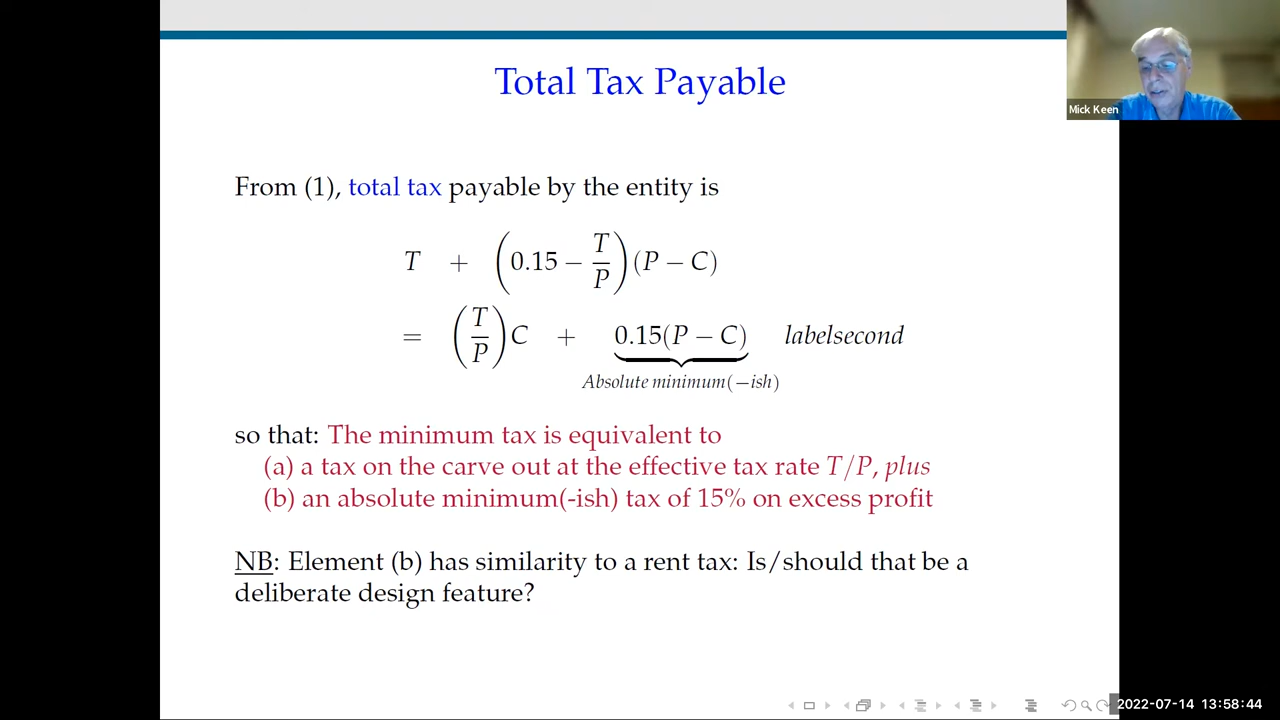 Total Tax Payable
Mick Keen
From (1), total tax payable by the entity is
T + (0.15 − T/P)(P − C)
= (T/P)C + 0.15(P − C) labelsecond
Absolute minimum(−ish)
so that: The minimum tax is equivalent to
(a) a tax on the carve out at the effective tax rate T/P, plus
(b) an absolute minimum(-ish) tax of 15% on excess profit
NB: Element (b) has similarity to a rent tax: Is/should that be a
deliberate design feature?
2022-07-14 13:58:44